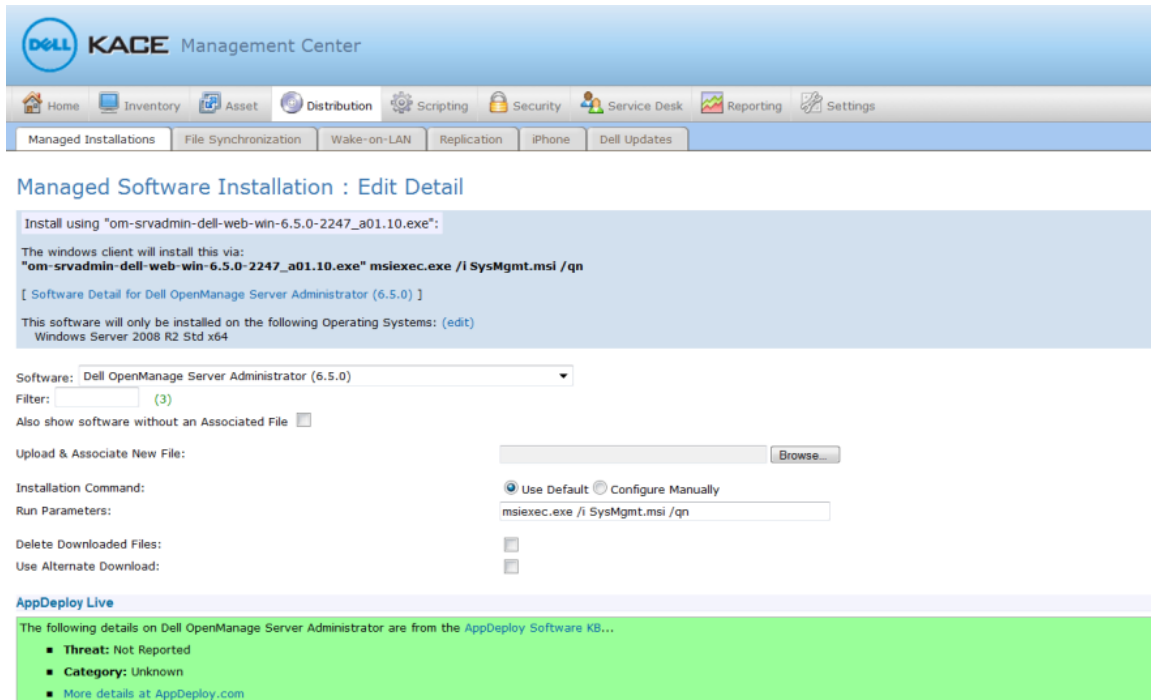 DELL KACE Management Center
Home Inventory Asset Distribution Scripting Security Service Desk Reporting Settings
Managed Installations File Synchronization Wake-on-LAN Replication iPhone Dell Updates
Managed Software Installation : Edit Detail
Install using "om-srvadmin-dell-web-win-6.5.0-2247_a01.10.exe":
The windows client will install this via:
"om-srvadmin-dell-web-win-6.5.0-2247_a01.10.exe" msiexec.exe /i SysMgmt.msi /qn
[ Software Detail for Dell OpenManage Server Administrator (6.5.0) ]
This software will only be installed on the following Operating Systems: (edit)
Windows Server 2008 R2 Std x64
Software: Dell OpenManage Server Administrator (6.5.0)
Filter: (3)
Also show software without an Associated File
Upload & Associate New File: Browse...
Installation Command: Use Default Configure Manually
Run Parameters: msiexec.exe /i SysMgmt.msi /qn
Delete Downloaded Files:
Use Alternate Download:
AppDeploy Live
The following details on Dell OpenManage Server Administrator are from the AppDeploy Software KB...
Threat: Not Reported
Category: Unknown
More details at AppDeploy.com